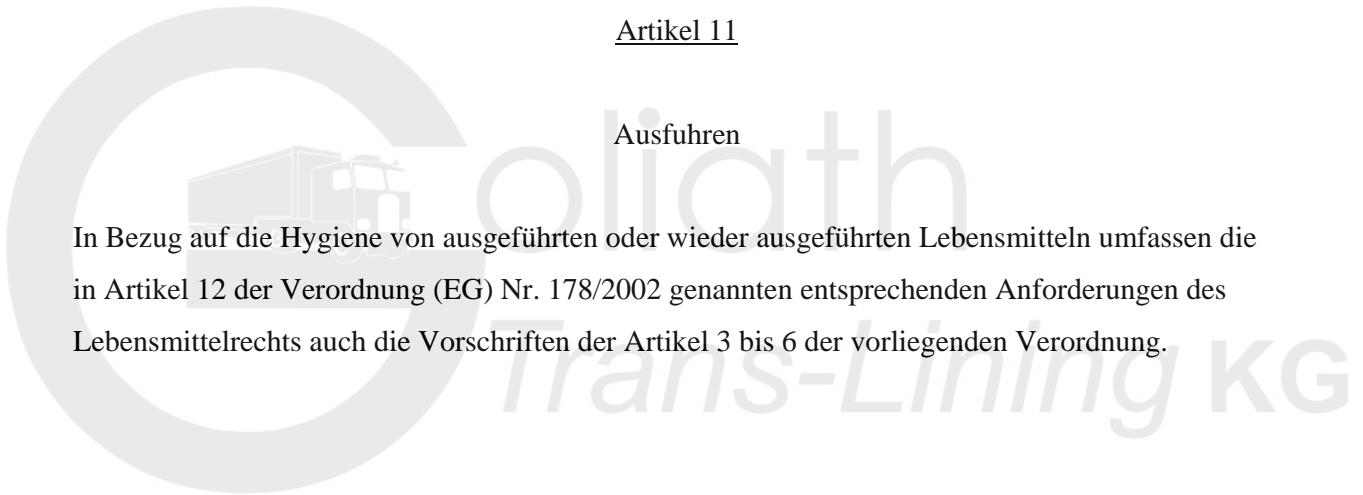 Artikel 11
Ausfuhren
In Bezug auf die Hygiene von ausgeführten oder wieder ausgeführten Lebensmitteln umfassen die
in Artikel 12 der Verordnung (EG) Nr. 178/2002 genannten entsprechenden Anforderungen des
Lebensmittelrechts auch die Vorschriften der Artikel 3 bis 6 der vorliegenden Verordnung.
Goliath
Trans-Lining KG